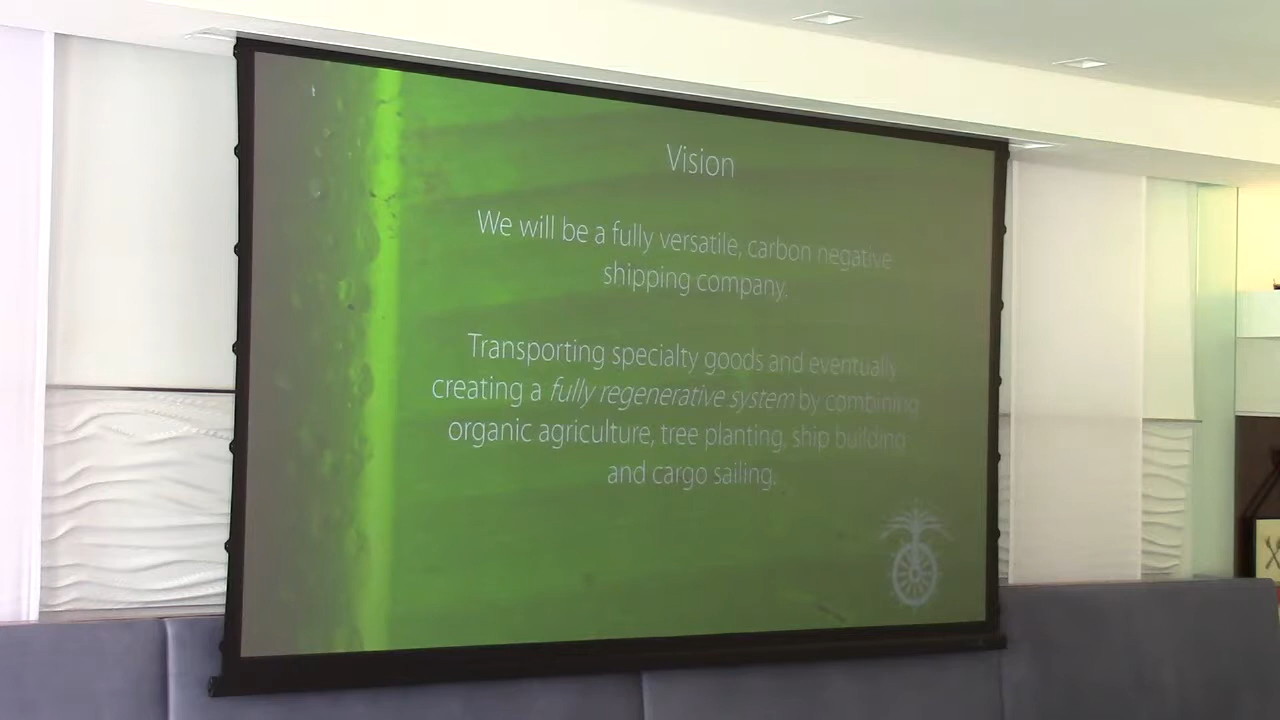 Vision
We will be a fully versatile, carbon negative
shipping company.
Transporting specialty goods and eventually
creating a fully regenerative system by combining
organic agriculture, tree planting, ship building
and cargo sailing.